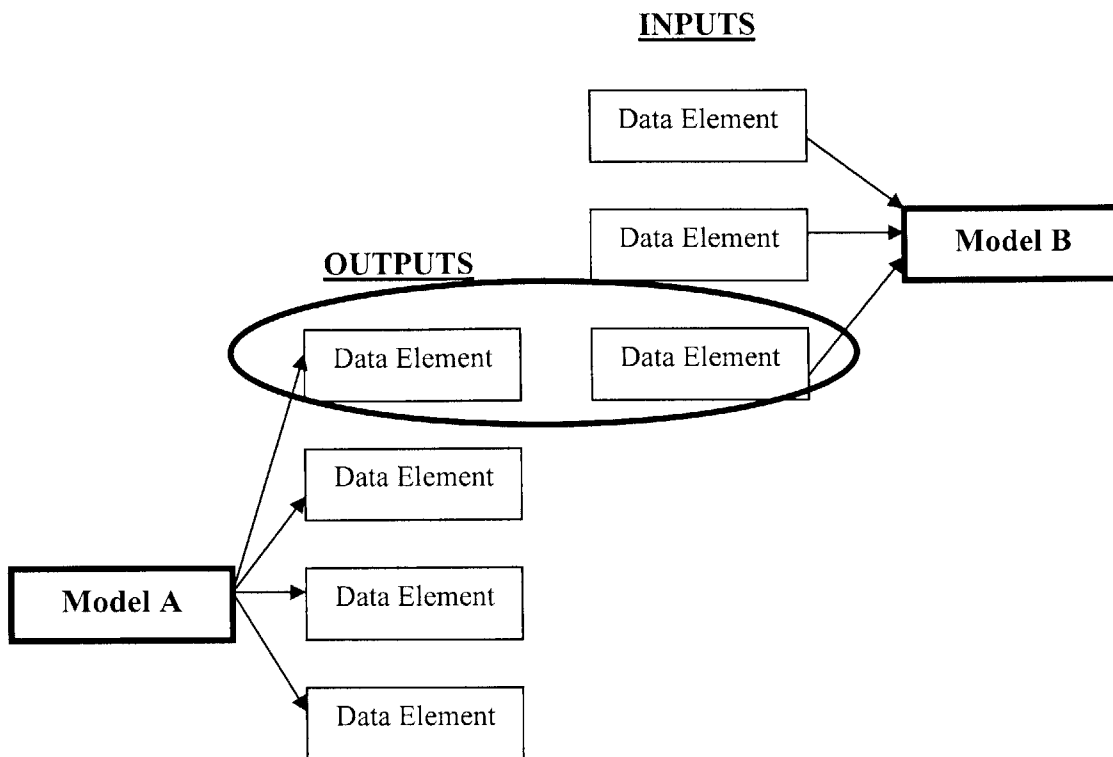 INPUTS
Data Element
Data Element
Model B
OUTPUTS
Data Element
Data Element
Data Element
Model A
Data Element
Data Element